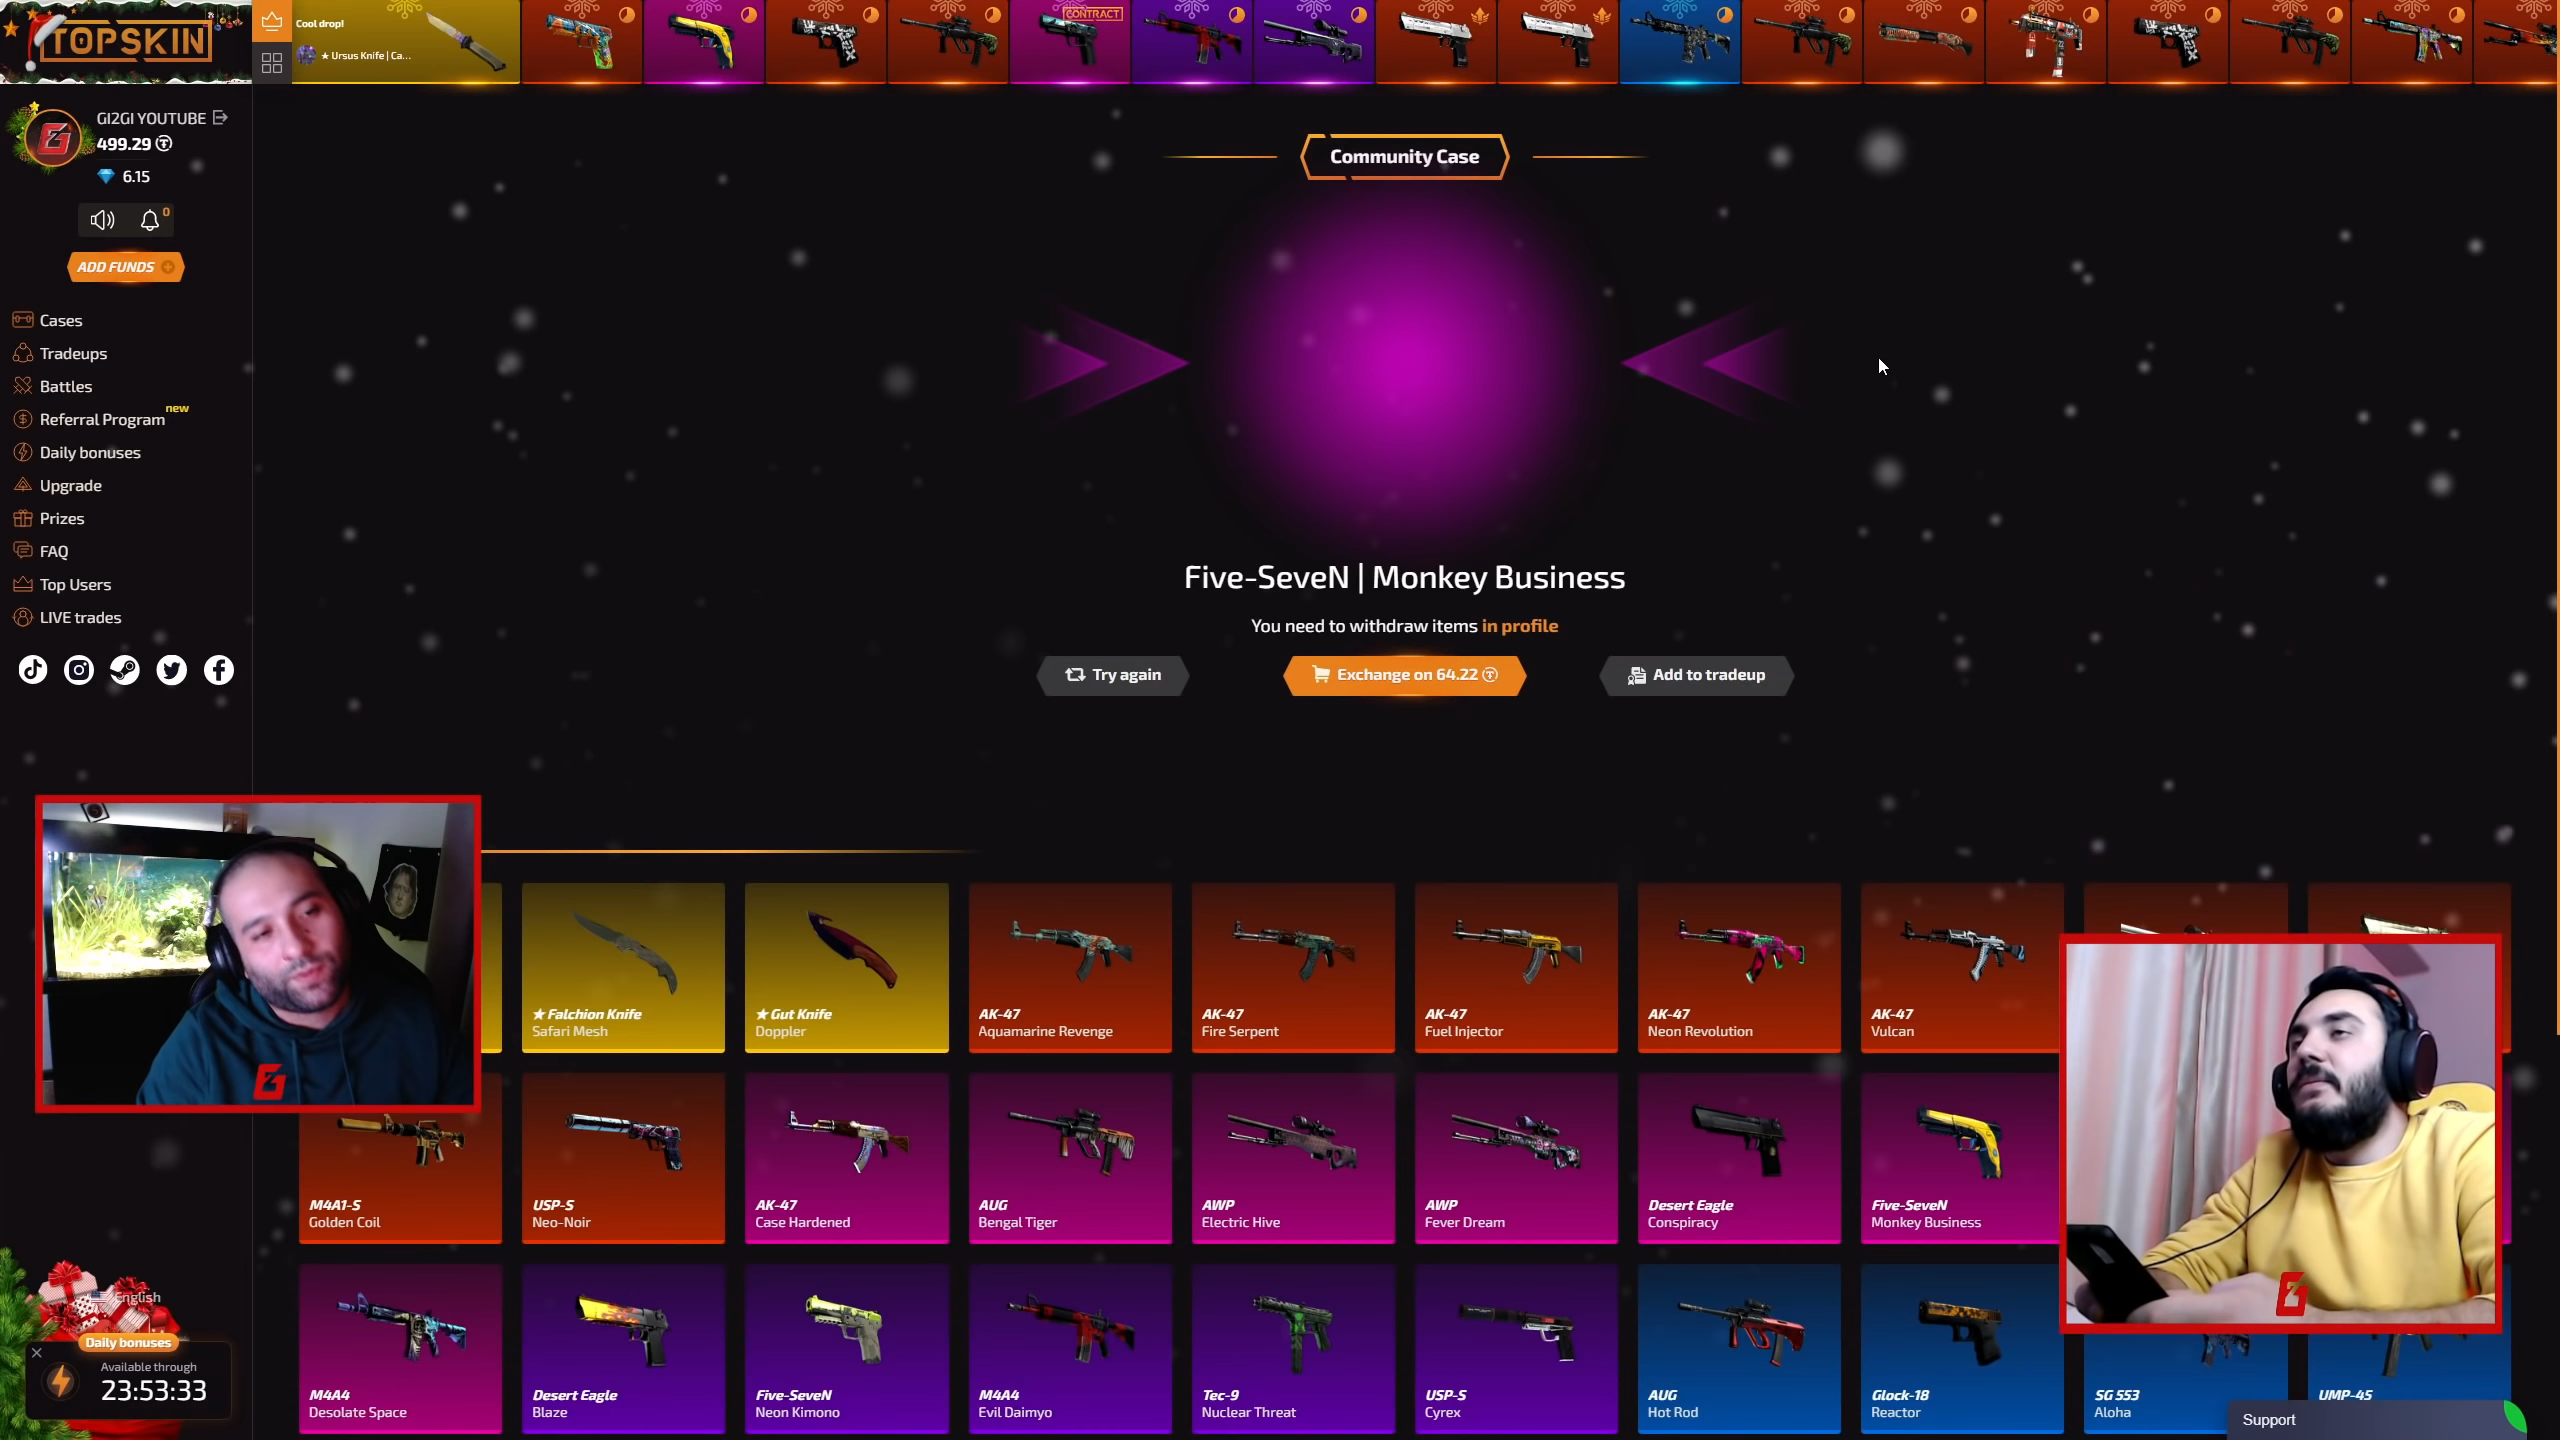 TOPSKIN
Cool drop!
★ Ursus Knife | Ca...
CONTRACT
GI2GI YOUTUBE
499.29
6.15
0
ADD FUNDS
Cases
Tradeups
Battles
Referral Program new
Daily bonuses
Upgrade
Prizes
FAQ
Top Users
LIVE trades
Community Case
Five-SeveN | Monkey Business
You need to withdraw items in profile
Try again
Exchange on 64.22
Add to tradeup
★ Falchion Knife
Safari Mesh
★ Gut Knife
Doppler
AK-47
Aquamarine Revenge
AK-47
Fire Serpent
AK-47
Fuel Injector
AK-47
Neon Revolution
AK-47
Vulcan
M4A1-S
Golden Coil
USP-S
Neo-Noir
AK-47
Case Hardened
AUG
Bengal Tiger
AWP
Electric Hive
AWP
Fever Dream
Desert Eagle
Conspiracy
Five-SeveN
Monkey Business
M4A4
Desolate Space
Desert Eagle
Blaze
Five-SeveN
Neon Kimono
M4A4
Evil Daimyo
Tec-9
Nuclear Threat
USP-S
Cyrex
AUG
Hot Rod
Glock-18
Reactor
SG 553
Aloha
UMP-45
English
Daily bonuses
Available through
23:53:33
Support